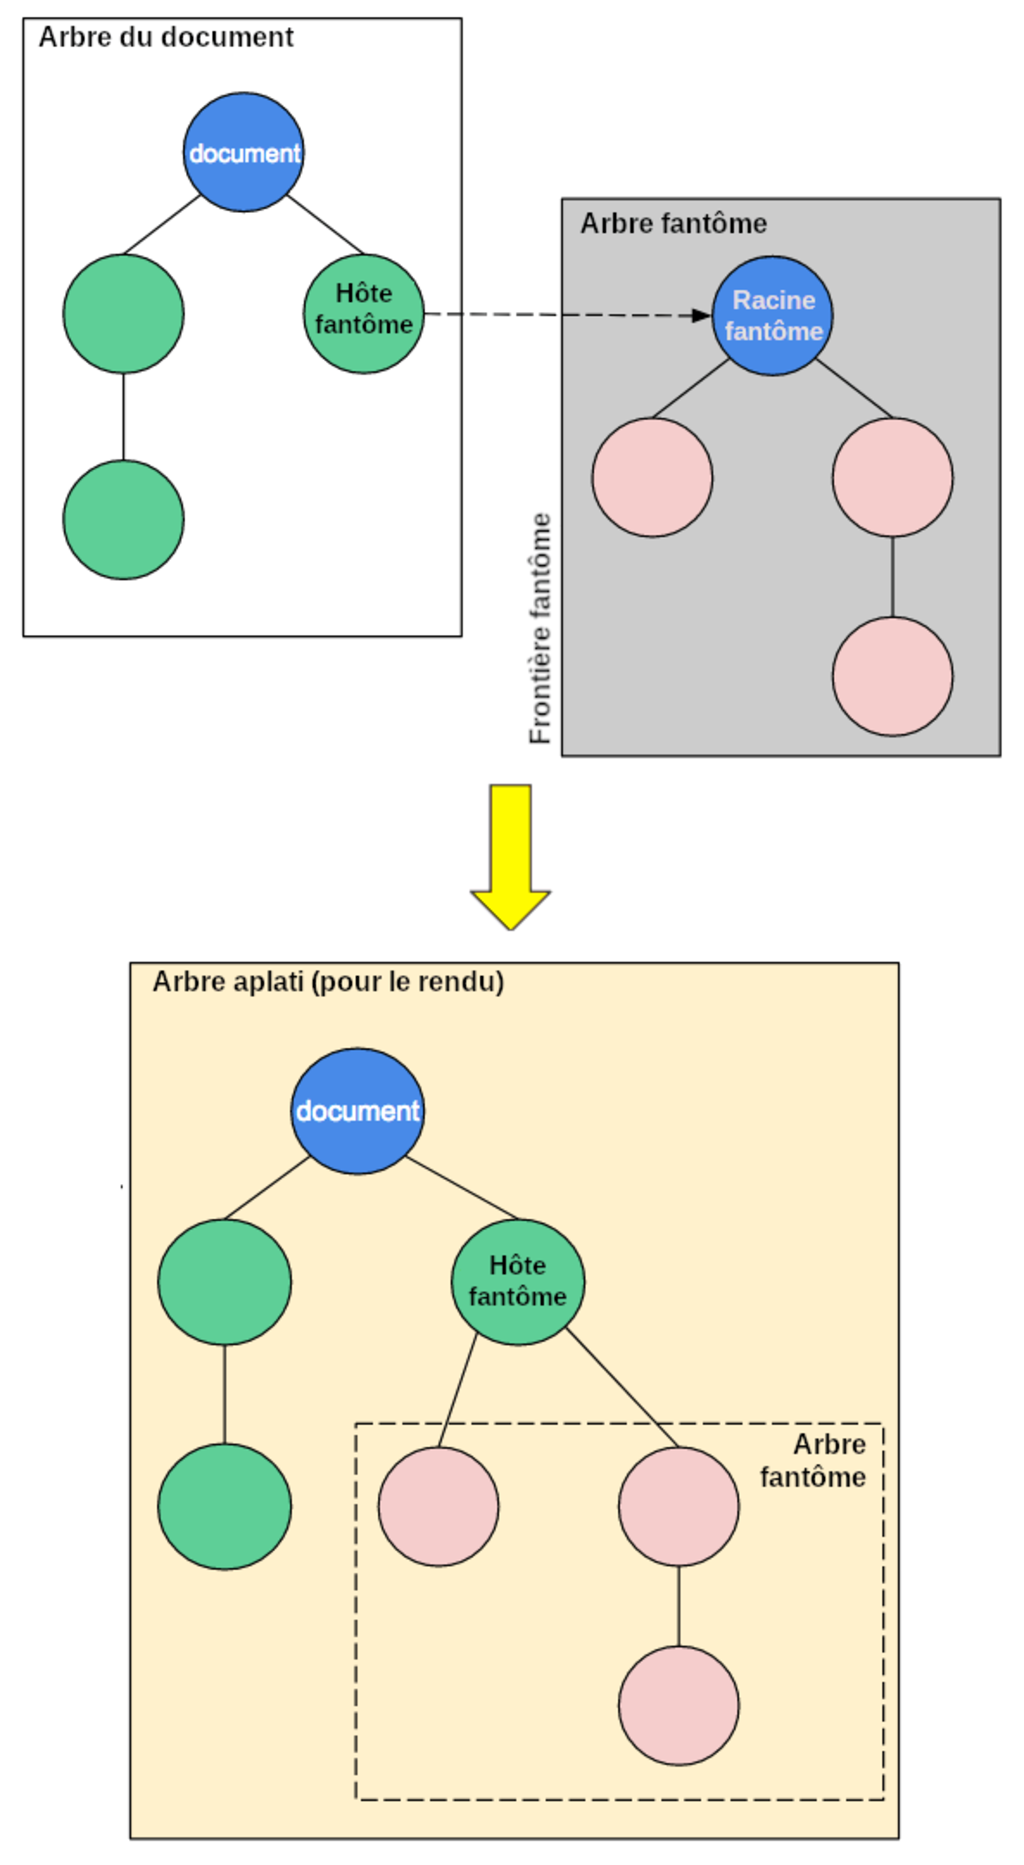 Arbre du document
document
Hôte
fantôme
Arbre fantôme
Racine
fantôme
Frontière fantôme
Arbre aplati (pour le rendu)
document
Hôte
fantôme
Arbre
fantôme